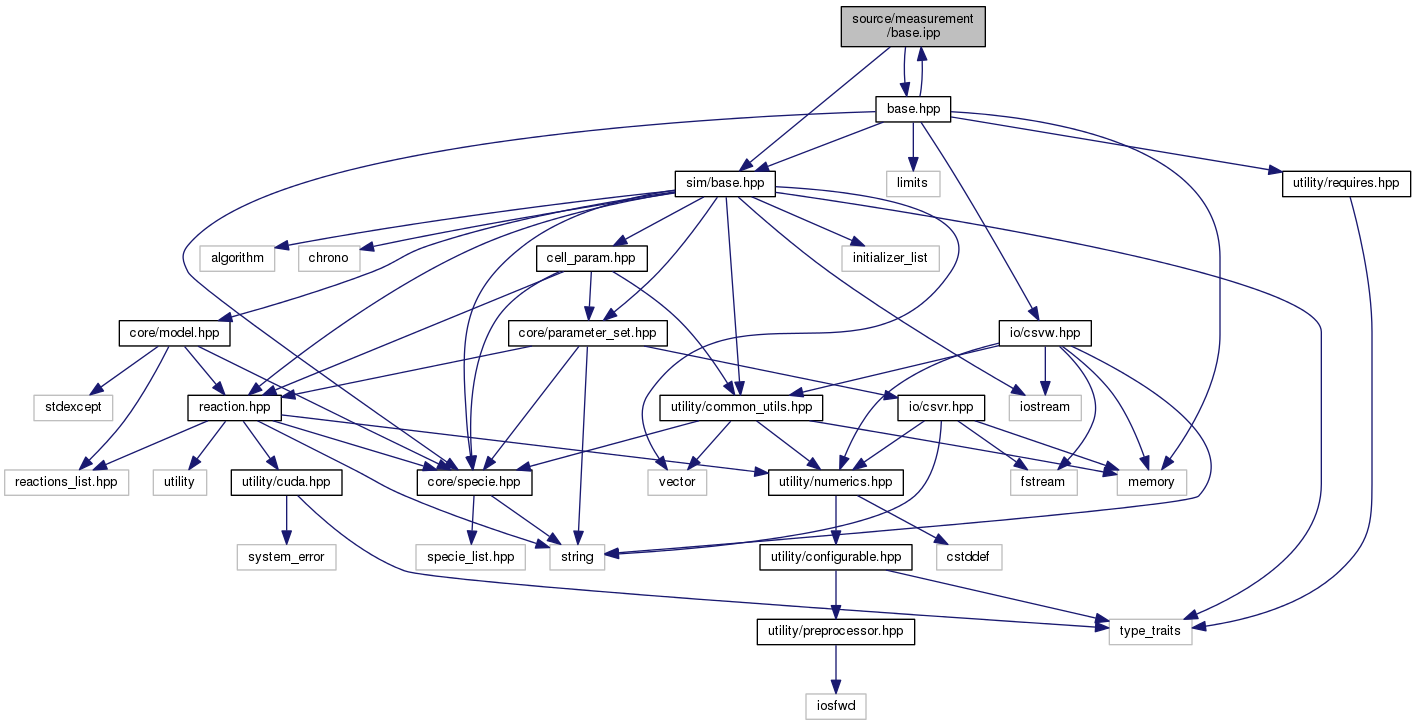 source/measurement
/base.ipp
base.hpp
sim/base.hpp
limits
utility/requires.hpp
algorithm
chrono
cell_param.hpp
initializer_list
core/model.hpp
core/parameter_set.hpp
io/csvw.hpp
stdexcept
reaction.hpp
utility/common_utils.hpp
io/csvr.hpp
iostream
reactions_list.hpp
utility
utility/cuda.hpp
core/specie.hpp
vector
utility/numerics.hpp
fstream
memory
system_error
specie_list.hpp
string
utility/configurable.hpp
cstddef
utility/preprocessor.hpp
type_traits
iosfwd